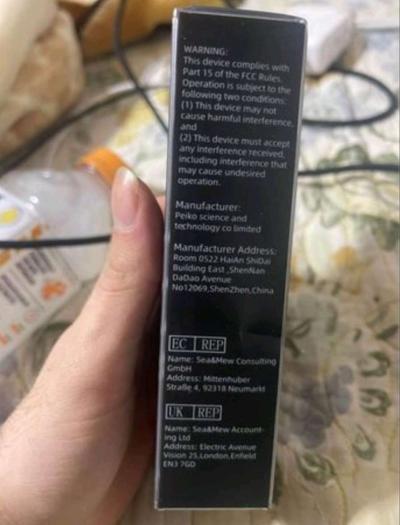 WARNING:
This device complies with
Part 15 of the FCC Rules.
Operation is subject to the
following two conditions:
(1) This device may not
cause harmful interference,
and
(2) This device must accept
any interference received,
including interference that
may cause undesired
operation.
Manufacturer:
Peiko science and
technology co limited
Manufacturer Address:
Room 0522 HaiAn ShiDai
Building East ,ShenNan
DaDao Avenue
No12069,ShenZhen,China
EC REP
Name: Sea&Mew Consulting
GmbH
Address: Mittenhuber
Straße 4, 92318 Neumarkt
UK REP
Name: Sea&Mew Account-
ing Ltd
Address: Electric Avenue
Vision 25,London,Enfield
EN3 7GD